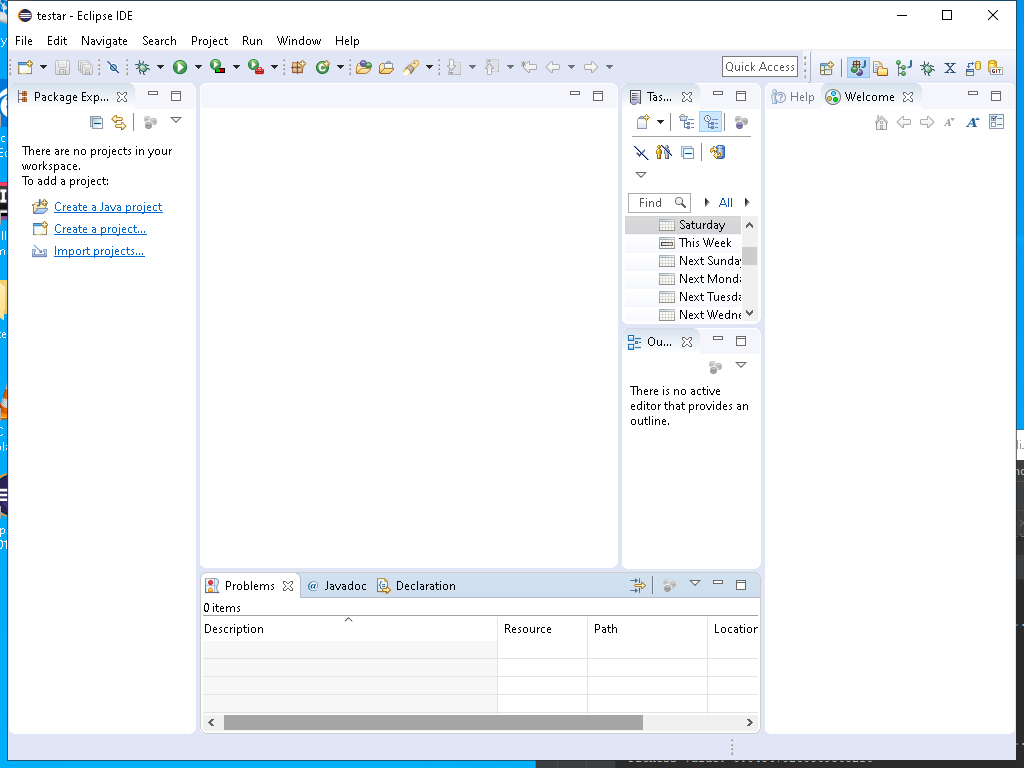 testar - Eclipse IDE
File Edit Navigate Search Project Run Window Help
Quick Access
Package Exp...
There are no projects in your
workspace.
To add a project:
Create a Java project
Create a project...
Import projects...
Tas...
Find
All
Saturday
This Week
Next Sunday
Next Monda
Next Tuesda
Next Wedne
Ou...
There is no active
editor that provides an
outline.
Help
Welcome
Problems
@ Javadoc
Declaration
0 items
Description Resource Path Location